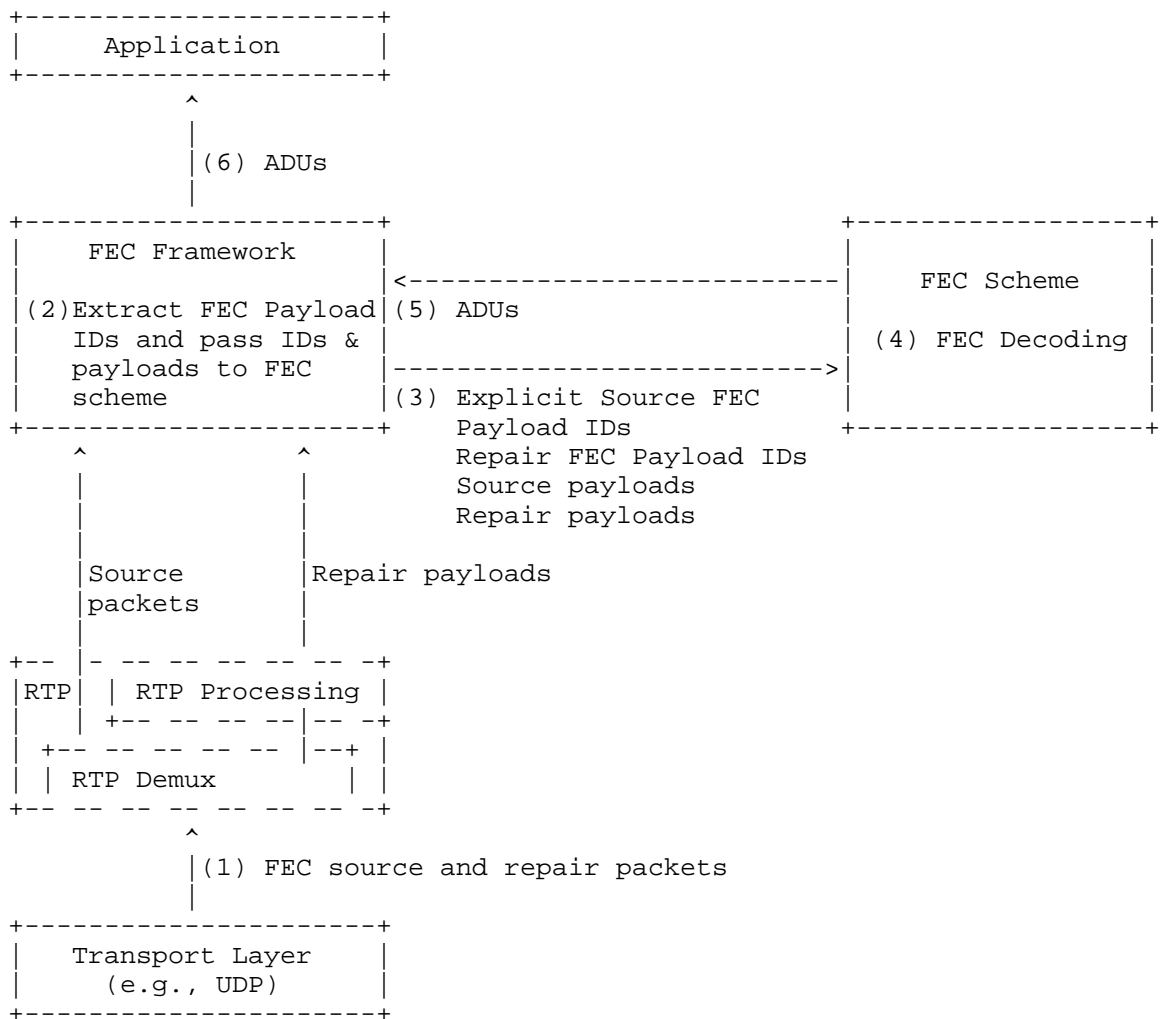 Application
(6) ADUs
FEC Framework
FEC Scheme
(2)Extract FEC Payload
(5) ADUs
IDs and pass IDs &
(4) FEC Decoding
payloads to FEC
scheme
(3) Explicit Source FEC
Payload IDs
Repair FEC Payload IDs
Source payloads
Repair payloads
Source
Repair payloads
packets
RTP
RTP Processing
RTP Demux
(1) FEC source and repair packets
Transport Layer
(e.g., UDP)